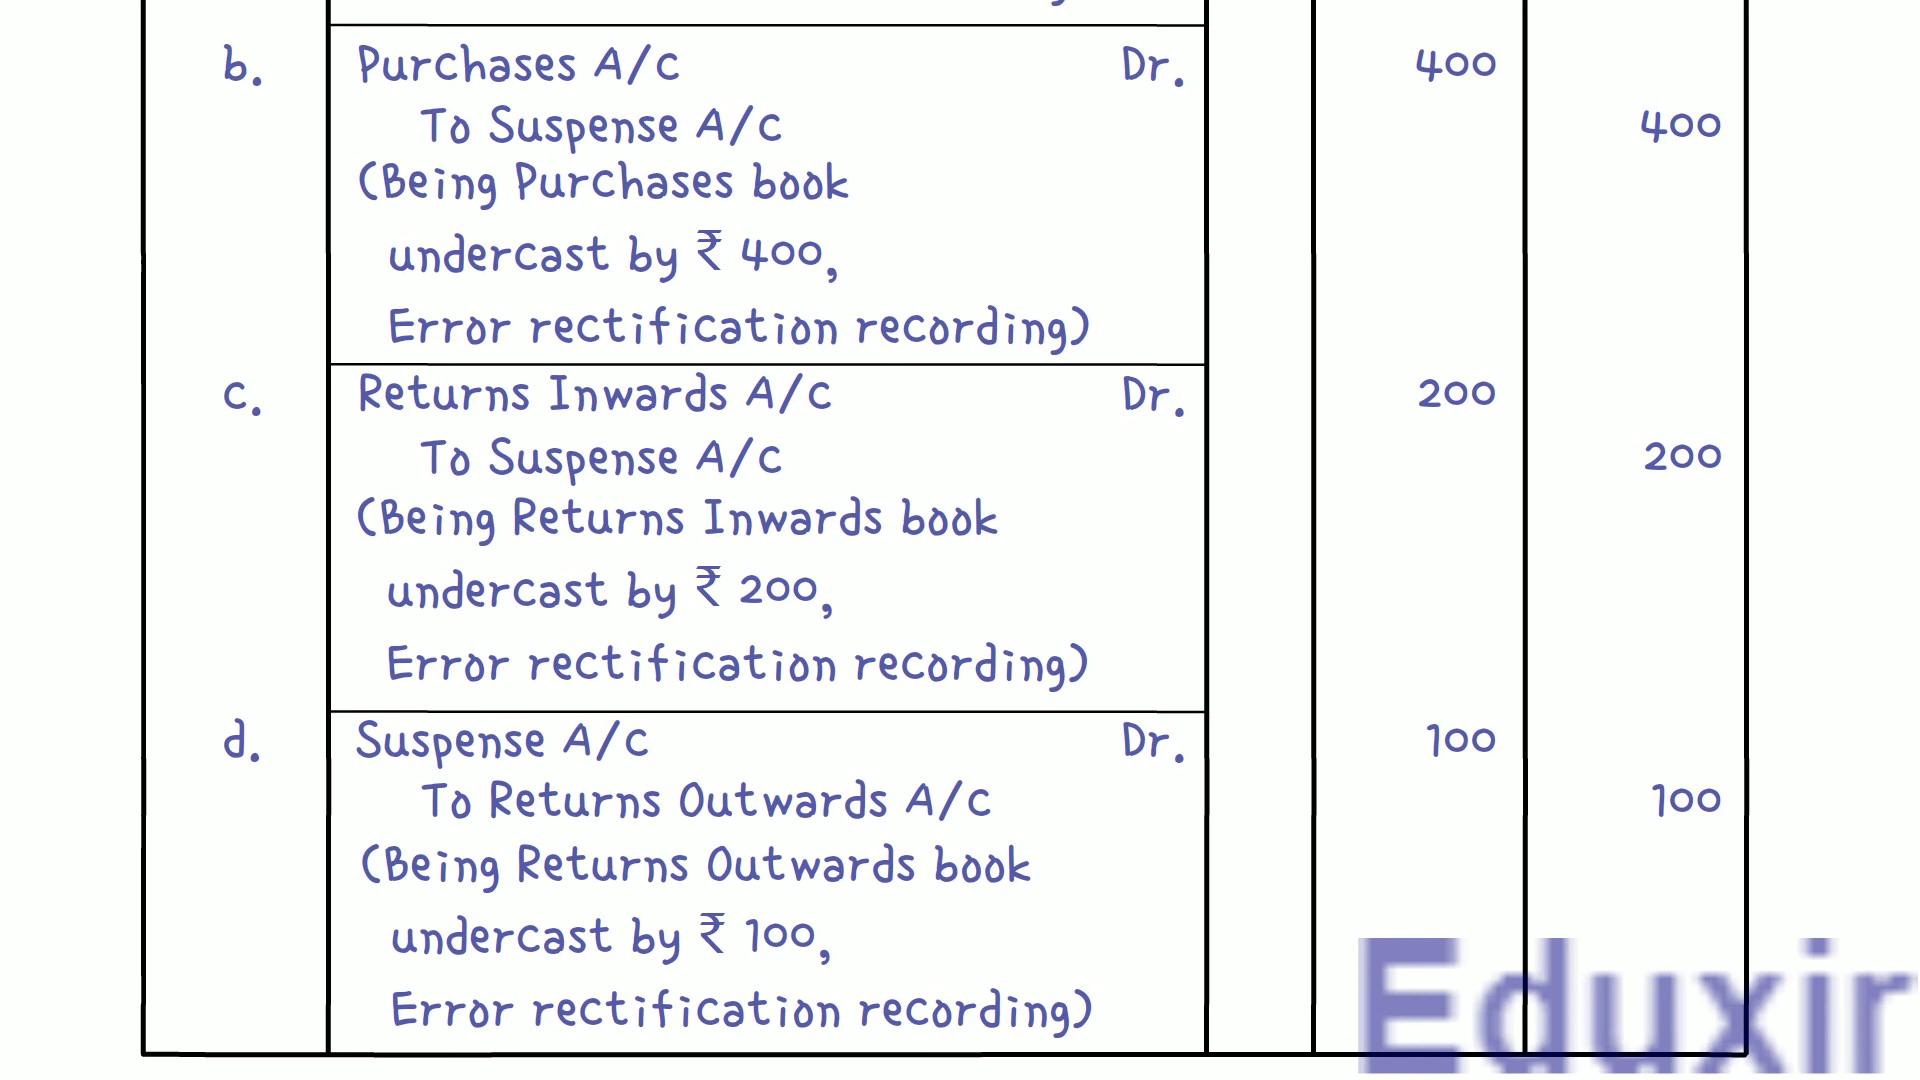 b. Purchases A/c Dr. 400
To Suspense A/c 400
(Being Purchases book
undercast by ₹ 400,
Error rectification recording)
c. Returns Inwards A/c Dr. 200
To Suspense A/c 200
(Being Returns Inwards book
undercast by ₹ 200,
Error rectification recording)
d. Suspense A/c Dr. 100
To Returns Outwards A/c 100
(Being Returns Outwards book
undercast by ₹ 100,
Error rectification recording)
Eduxir